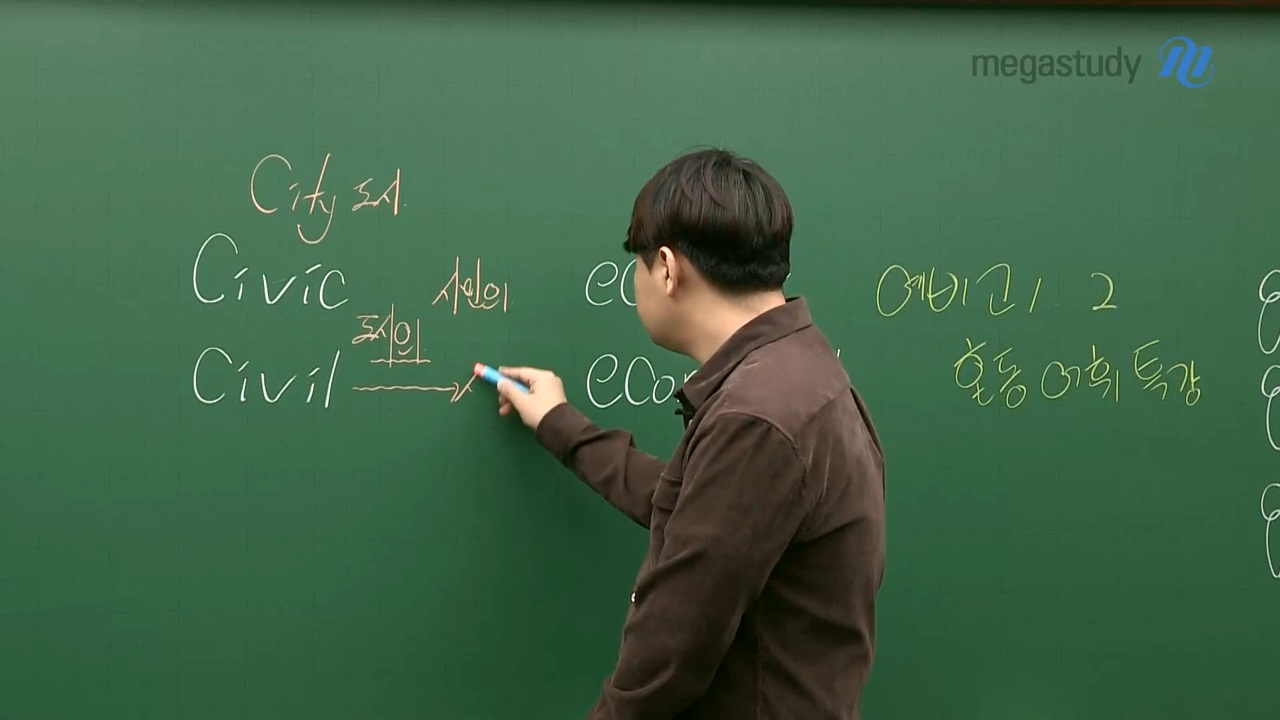 megastudy
City 도시
Civic 시민의
도시인
Civil
예비고 1. 2
혼동 어휘 특강